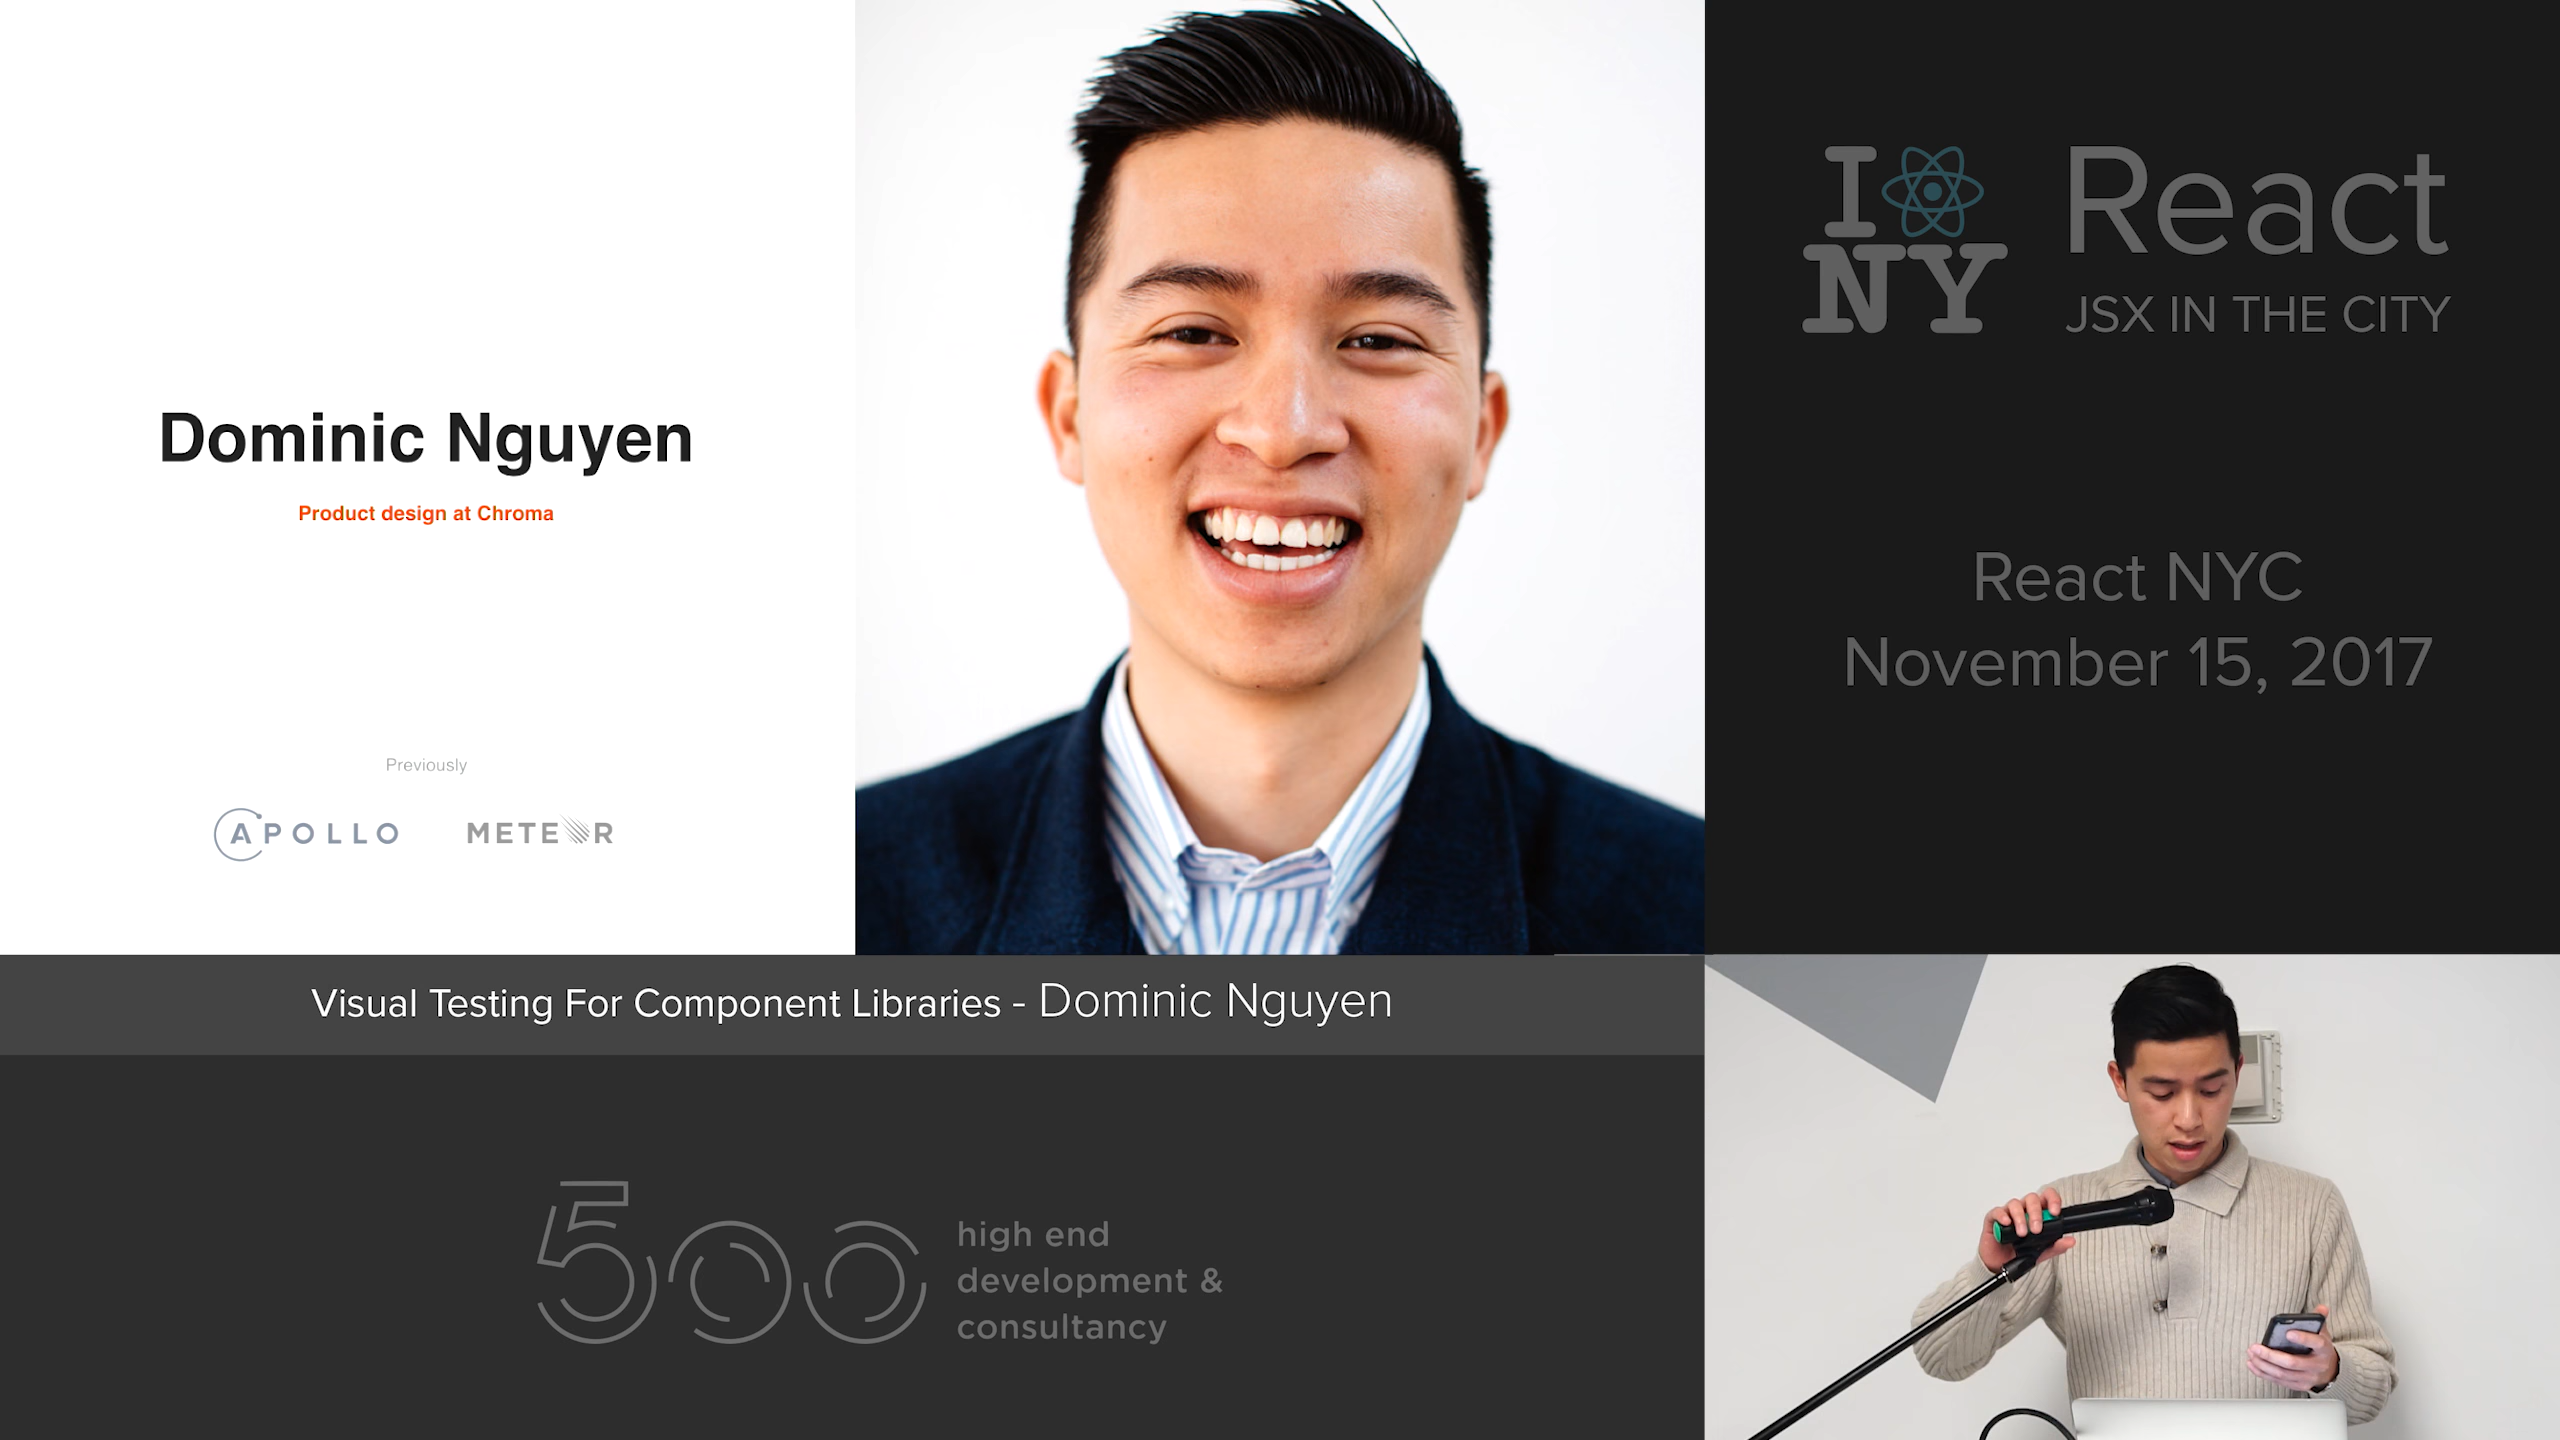 Dominic Nguyen
Product design at Chroma
Previously
APOLLO
METEOR
I NY
React
JSX IN THE CITY
React NYC
November 15, 2017
Visual Testing For Component Libraries - Dominic Nguyen
500
high end
development &
consultancy